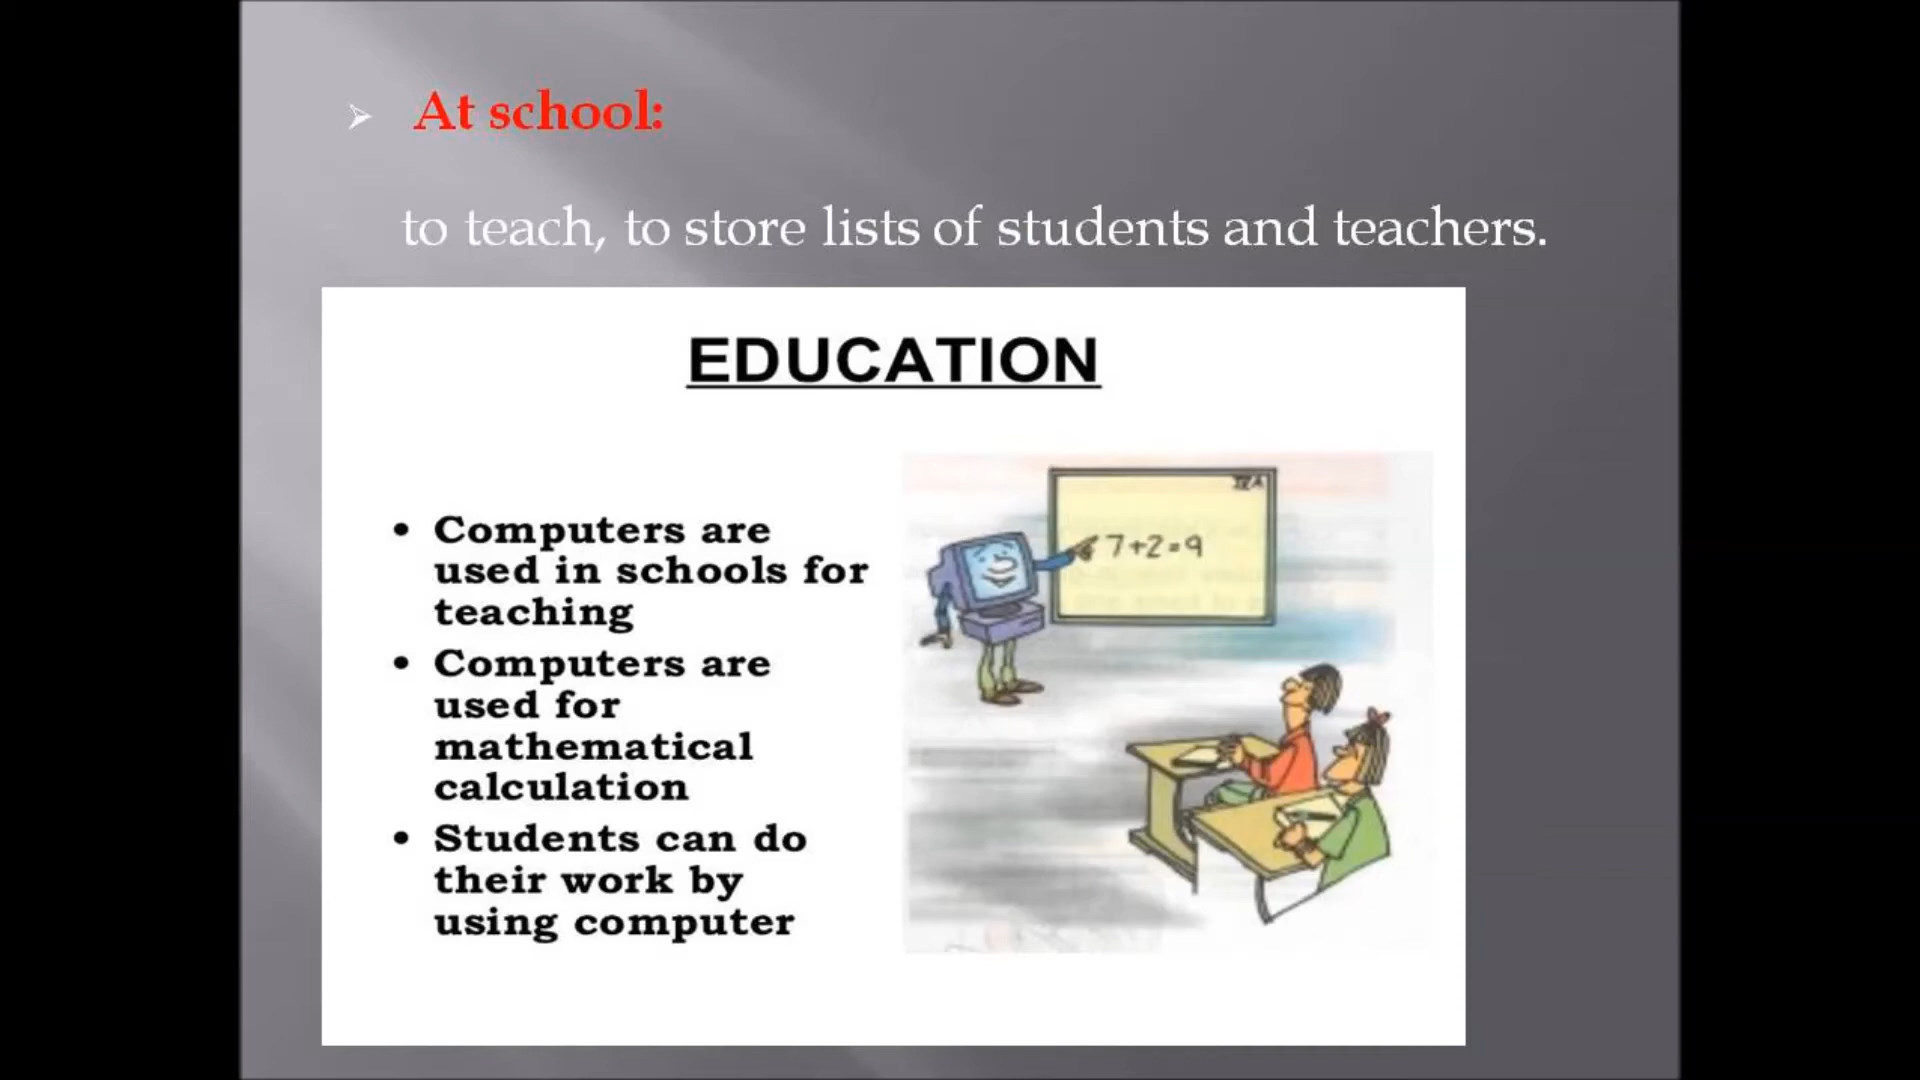 At school:
to teach, to store lists of students and teachers.
EDUCATION
• Computers are
used in schools for
teaching
• Computers are
used for
mathematical
calculation
• Students can do
their work by
using computer
IV A
7+2=9